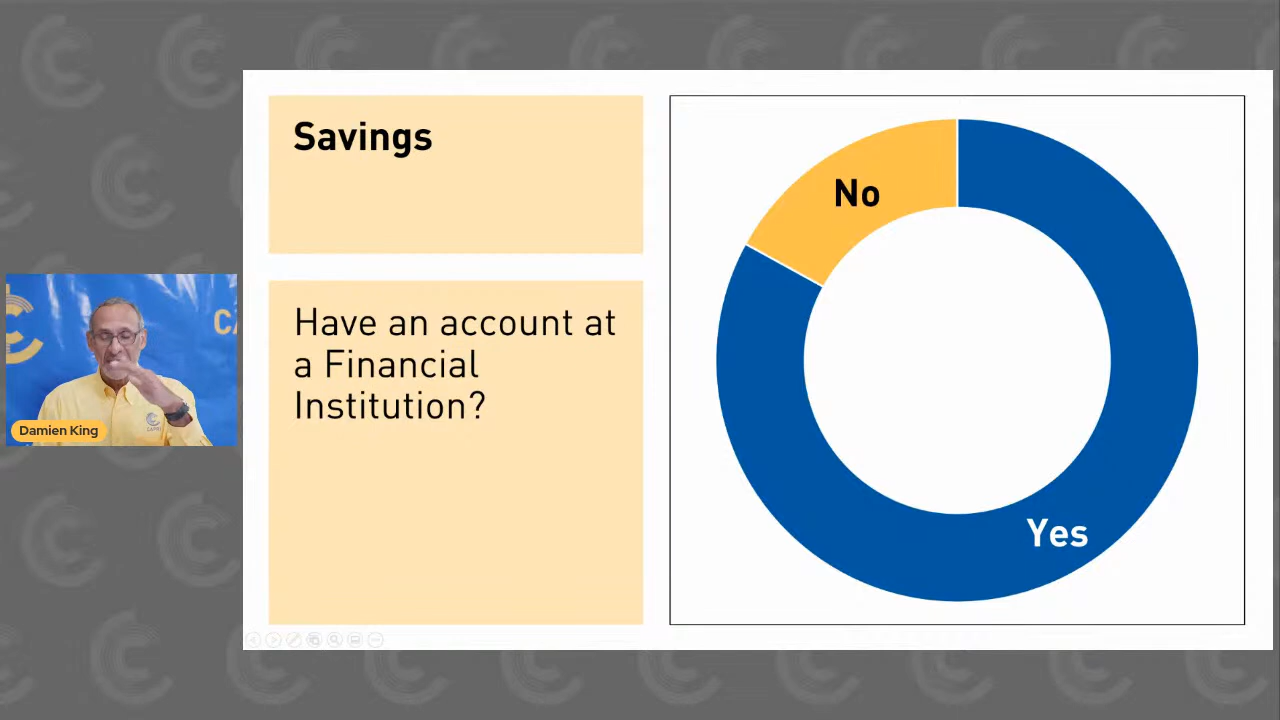 Savings
Have an account at
a Financial
Institution?
No
Yes
Damien King